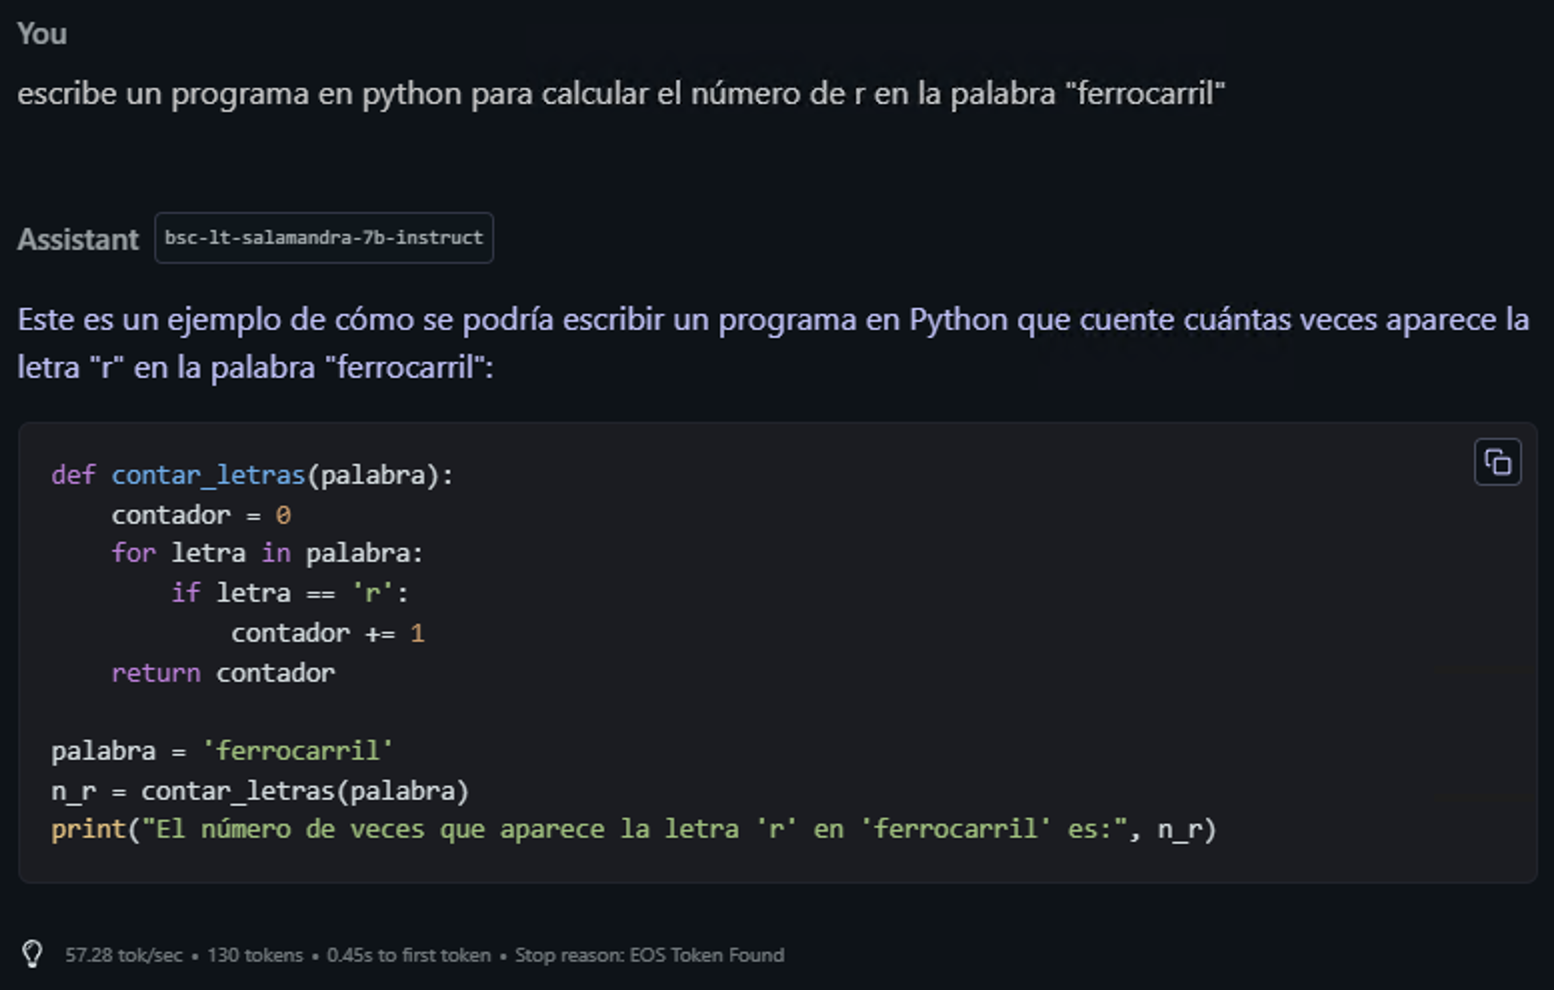 You
escribe un programa en python para calcular el número de r en la palabra "ferrocarril"
Assistant bsc-lt-salamandra-7b-instruct
Este es un ejemplo de cómo se podría escribir un programa en Python que cuente cuántas veces aparece la
letra "r" en la palabra "ferrocarril":
def contar_letras(palabra):
    contador = 0
    for letra in palabra:
        if letra == 'r':
            contador += 1
    return contador
palabra = 'ferrocarril'
n_r = contar_letras(palabra)
print("El número de veces que aparece la letra 'r' en 'ferrocarril' es:", n_r)
57.28 tok/sec • 130 tokens • 0.45s to first token • Stop reason: EOS Token Found